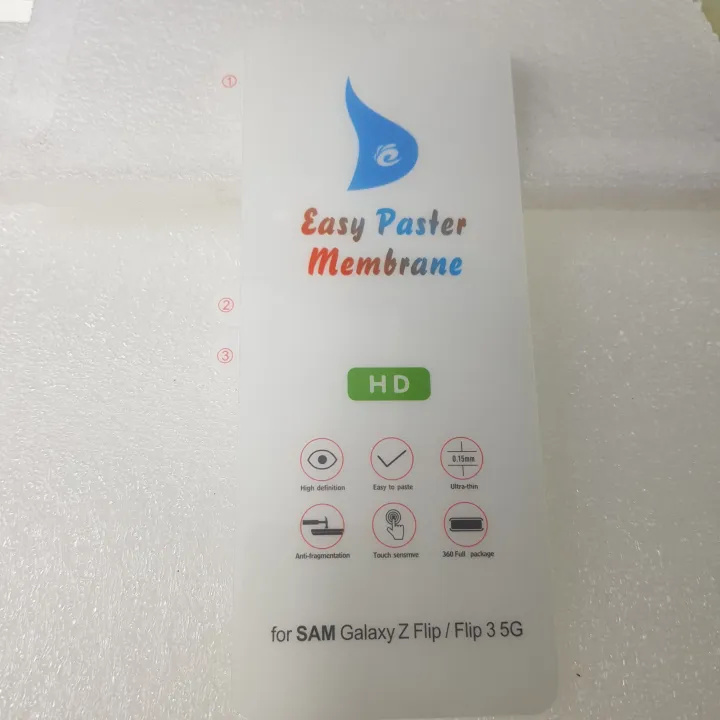 ①
Easy Paster
Membrane
②
③
HD
0.15mm
High definition
Easy to paste
Ultra-thin
Anti-fragmentation
Touch sensitive
360 Full package
for SAM Galaxy Z Flip / Flip 3 5G